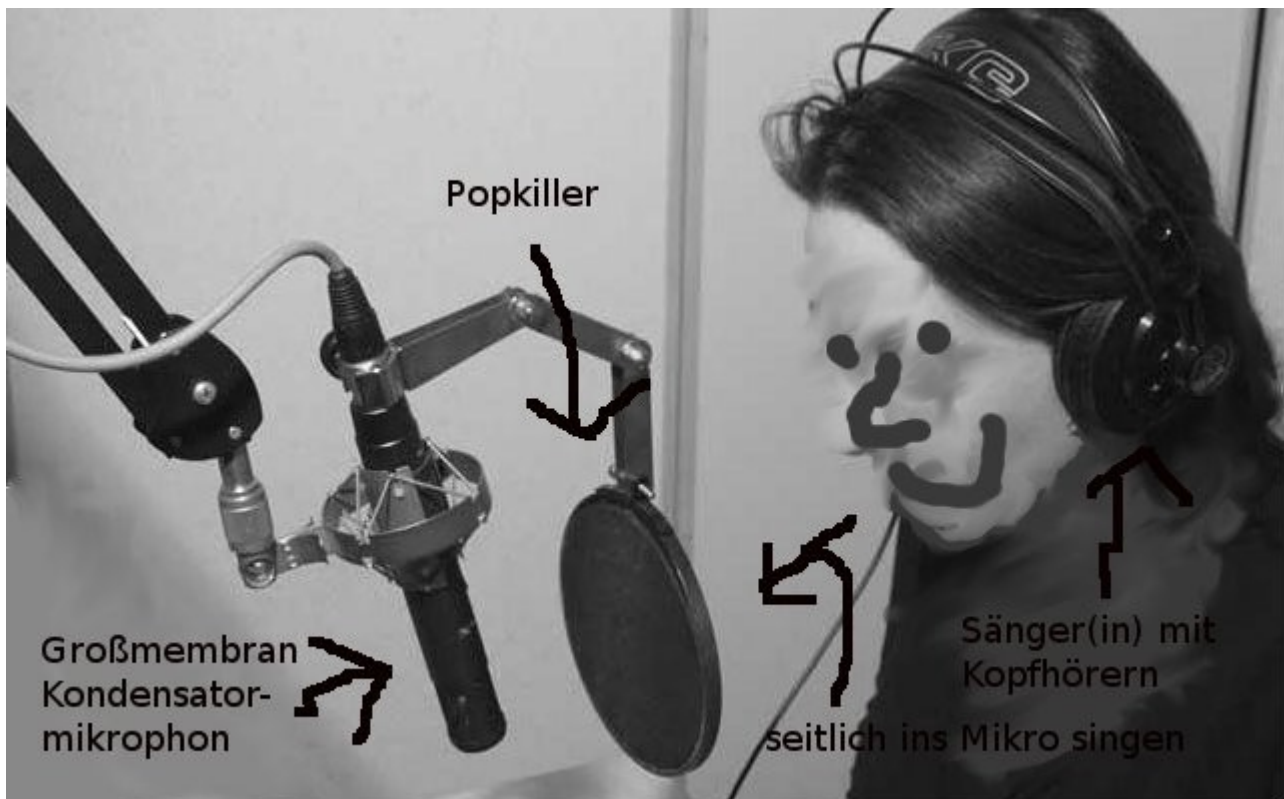 Popkiller
Großmembran
Kondensator-
mikrophon
Sänger(in) mit
Kopfhörern
seitlich ins Mikro singen